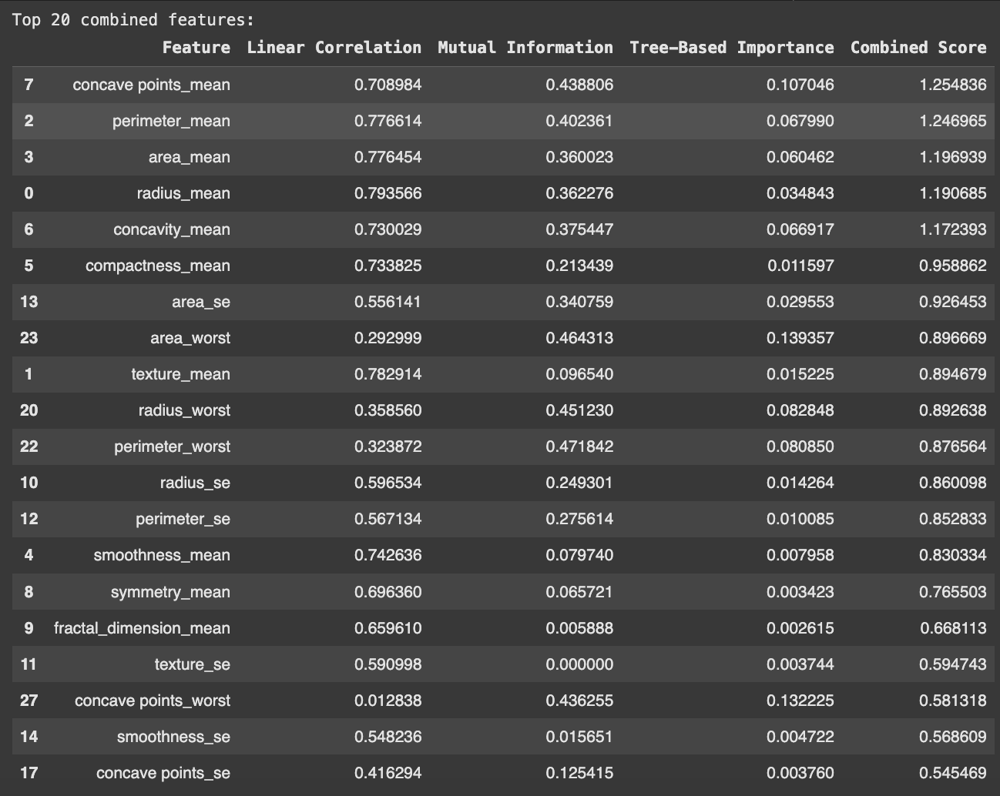 Top 20 combined features:
Feature Linear Correlation Mutual Information Tree-Based Importance Combined Score
7 concave points_mean 0.708984 0.438806 0.107046 1.254836
2 perimeter_mean 0.776614 0.402361 0.067990 1.246965
3 area_mean 0.776454 0.360023 0.060462 1.196939
0 radius_mean 0.793566 0.362276 0.034843 1.190685
6 concavity_mean 0.730029 0.375447 0.066917 1.172393
5 compactness_mean 0.733825 0.213439 0.011597 0.958862
13 area_se 0.556141 0.340759 0.029553 0.926453
23 area_worst 0.292999 0.464313 0.139357 0.896669
1 texture_mean 0.782914 0.096540 0.015225 0.894679
20 radius_worst 0.358560 0.451230 0.082848 0.892638
22 perimeter_worst 0.323872 0.471842 0.080850 0.876564
10 radius_se 0.596534 0.249301 0.014264 0.860098
12 perimeter_se 0.567134 0.275614 0.010085 0.852833
4 smoothness_mean 0.742636 0.079740 0.007958 0.830334
8 symmetry_mean 0.696360 0.065721 0.003423 0.765503
9 fractal_dimension_mean 0.659610 0.005888 0.002615 0.668113
11 texture_se 0.590998 0.000000 0.003744 0.594743
27 concave points_worst 0.012838 0.436255 0.132225 0.581318
14 smoothness_se 0.548236 0.015651 0.004722 0.568609
17 concave points_se 0.416294 0.125415 0.003760 0.545469